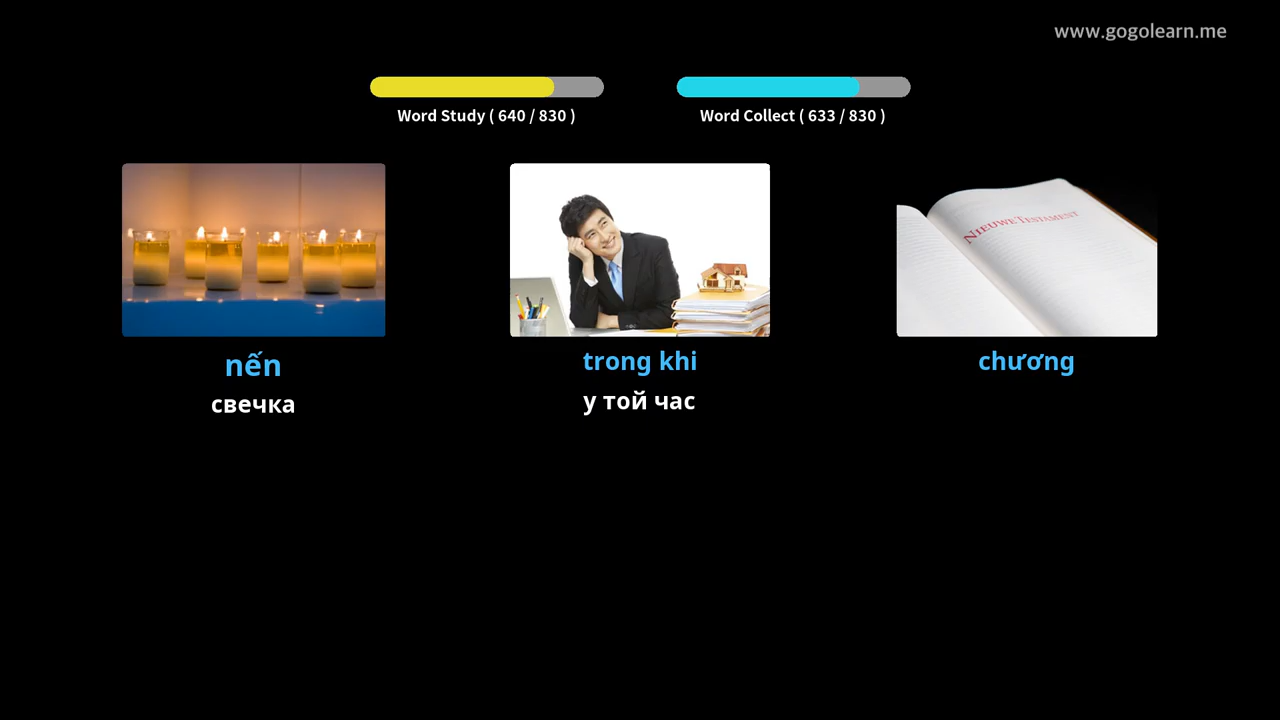 www.gogolearn.me
Word Study ( 640 / 830 )
Word Collect ( 633 / 830 )
NIEUWE TESTAMENT
nến
trong khi
chương
свечка
у той час